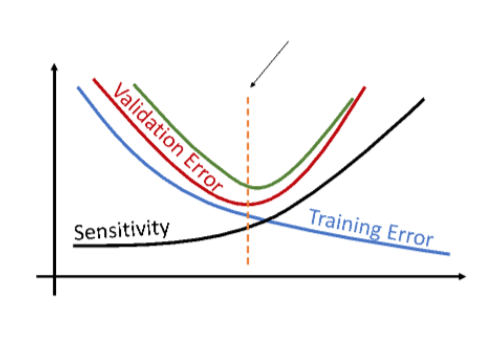 Validation Error
Sensitivity
Training Error